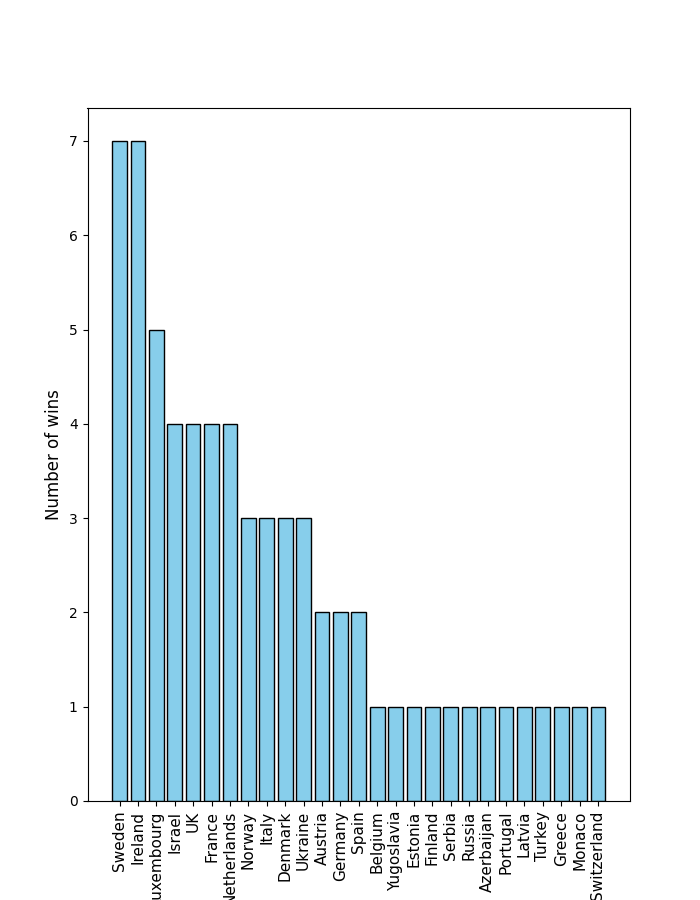 Number of wins
7
6
5
4
3
2
1
0
Sweden
Ireland
uxembourg
Israel
UK
France
Netherlands
Norway
Italy
Denmark
Ukraine
Austria
Germany
Spain
Belgium
Yugoslavia
Estonia
Finland
Serbia
Russia
Azerbaijan
Portugal
Latvia
Turkey
Greece
Monaco
Switzerland